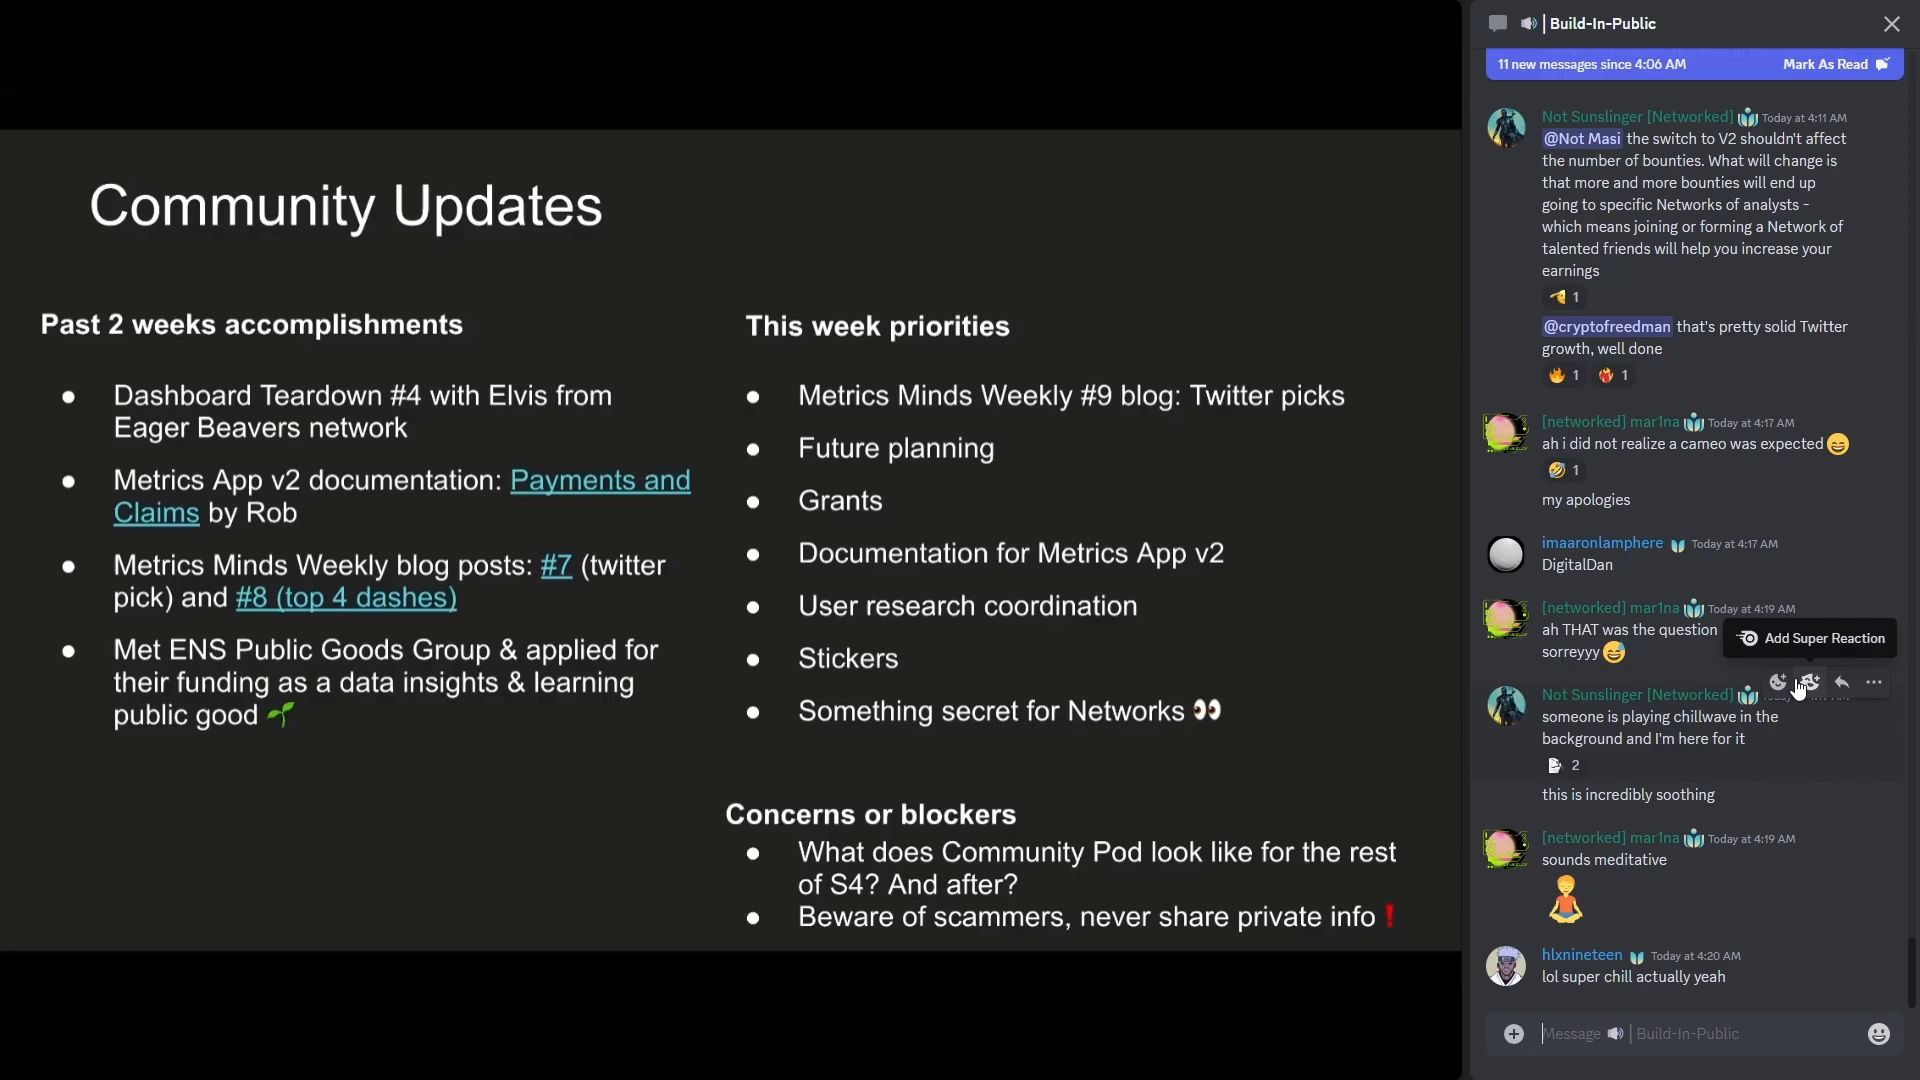 Community Updates
Past 2 weeks accomplishments
● Dashboard Teardown #4 with Elvis from
Eager Beavers network
● Metrics App v2 documentation: Payments and
Claims by Rob
● Metrics Minds Weekly blog posts: #7 (twitter
pick) and #8 (top 4 dashes)
● Met ENS Public Goods Group & applied for
their funding as a data insights & learning
public good 🌱
This week priorities
● Metrics Minds Weekly #9 blog: Twitter picks
● Future planning
● Grants
● Documentation for Metrics App v2
● User research coordination
● Stickers
● Something secret for Networks 👀
Concerns or blockers
● What does Community Pod look like for the rest
of S4? And after?
● Beware of scammers, never share private info❗
| Build-In-Public
11 new messages since 4:06 AM Mark As Read
Not Sunslinger [Networked] Today at 4:11 AM
@Not Masi the switch to V2 shouldn't affect
the number of bounties. What will change is
that more and more bounties will end up
going to specific Networks of analysts -
which means joining or forming a Network of
talented friends will help you increase your
earnings
1
@cryptofreedman that's pretty solid Twitter
growth, well done
🔥 1 ❤️‍🔥 1
[networked] mar1na Today at 4:17 AM
ah i did not realize a cameo was expected 😄
🤣 1
my apologies
imaaronlamphere Today at 4:17 AM
DigitalDan
[networked] mar1na Today at 4:19 AM
ah THAT was the question
sorreyyy 😅
Add Super Reaction
Not Sunslinger [Networked]
someone is playing chillwave in the
background and I'm here for it
2
this is incredibly soothing
[networked] mar1na Today at 4:19 AM
sounds meditative
🧘
hlxnineteen Today at 4:20 AM
lol super chill actually yeah
Message 🔊 | Build-In-Public